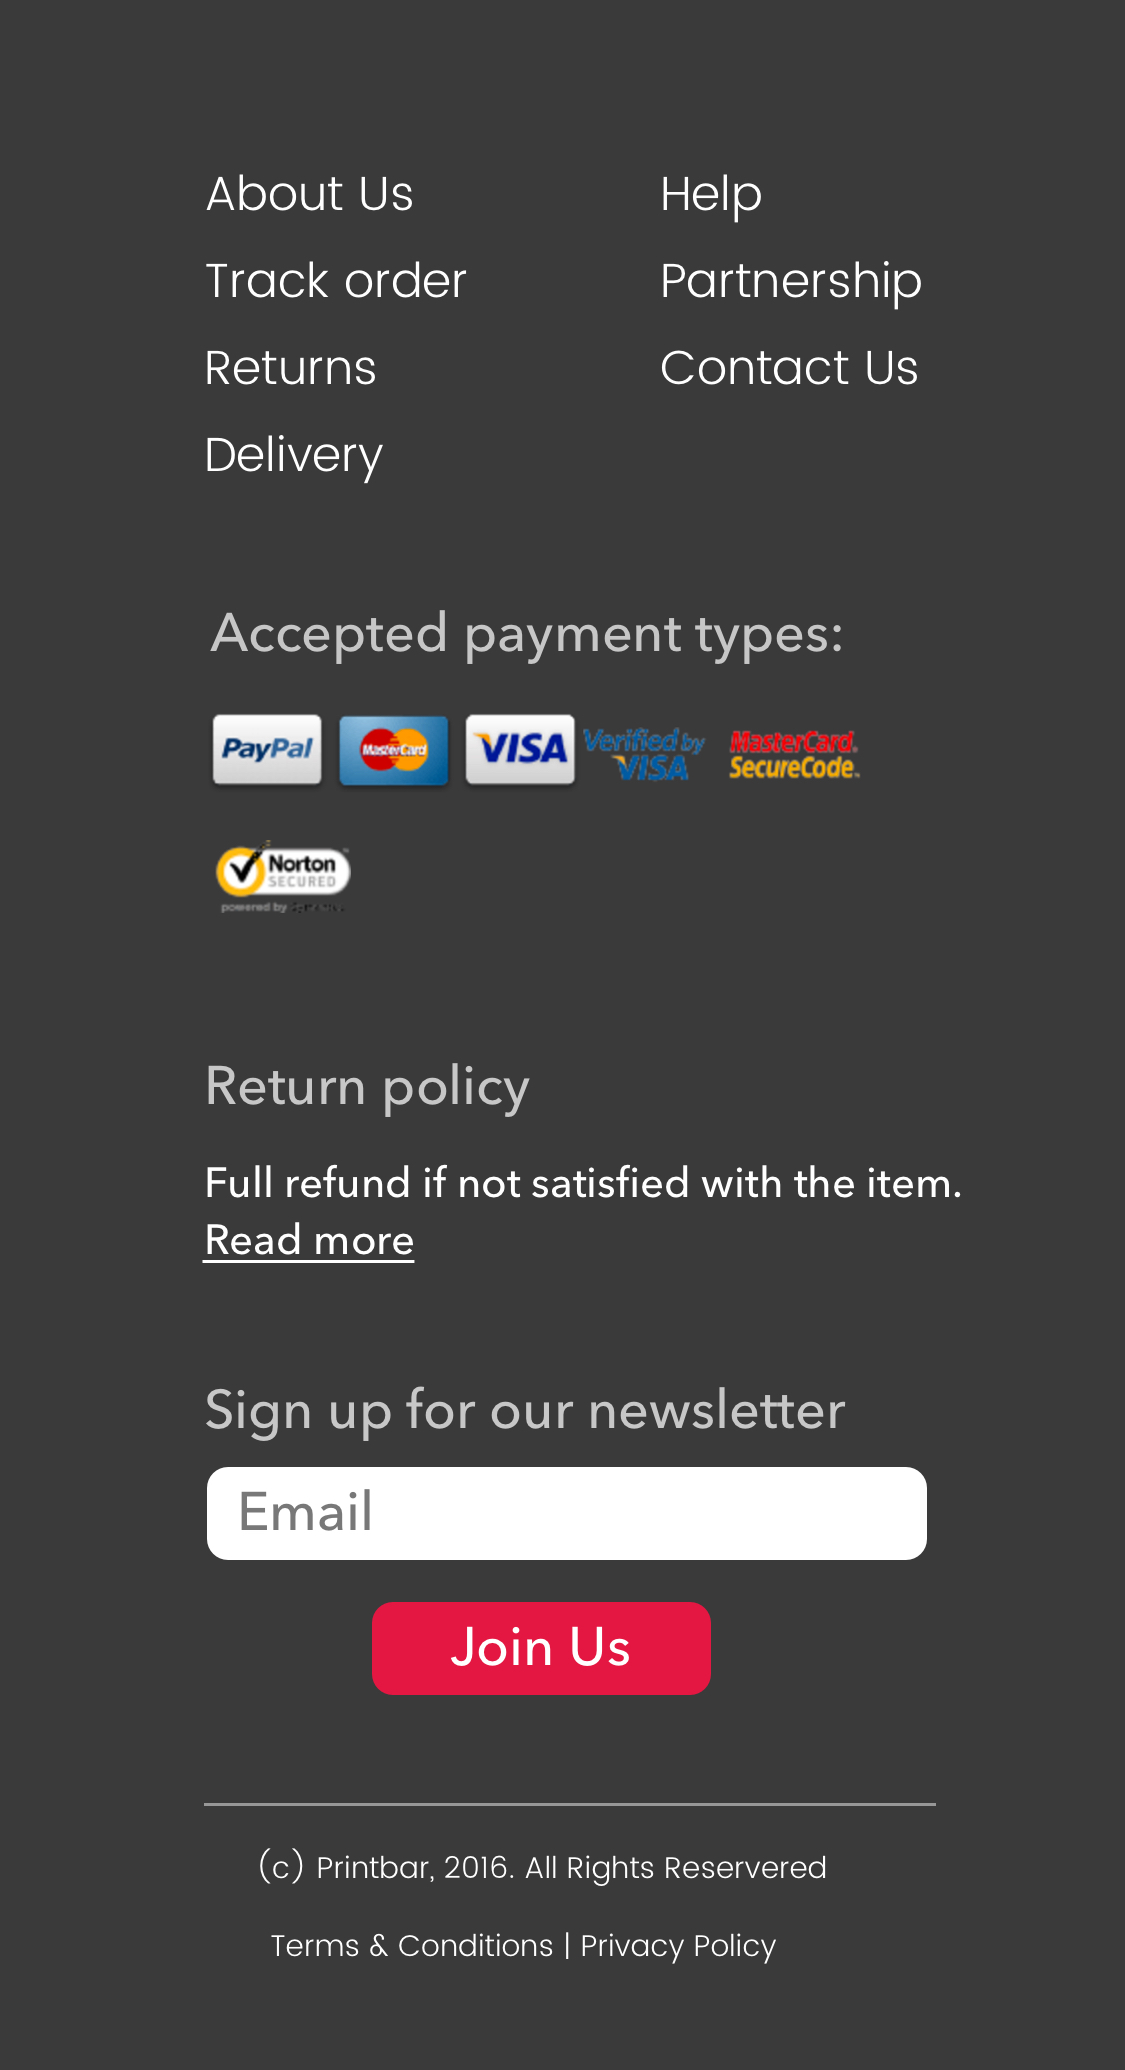 About Us
Track order
Returns
Delivery
Help
Partnership
Contact Us
Accepted payment types:
PayPal
MasterCard
VISA
Verified by
VISA
MasterCard.
SecureCode.
Norton
SECURED
powered by
Return policy
Full refund if not satisfied with the item.
Read more
Sign up for our newsletter
Email
Join Us
(c) Printbar, 2016. All Rights Reservered
Terms & Conditions | Privacy Policy